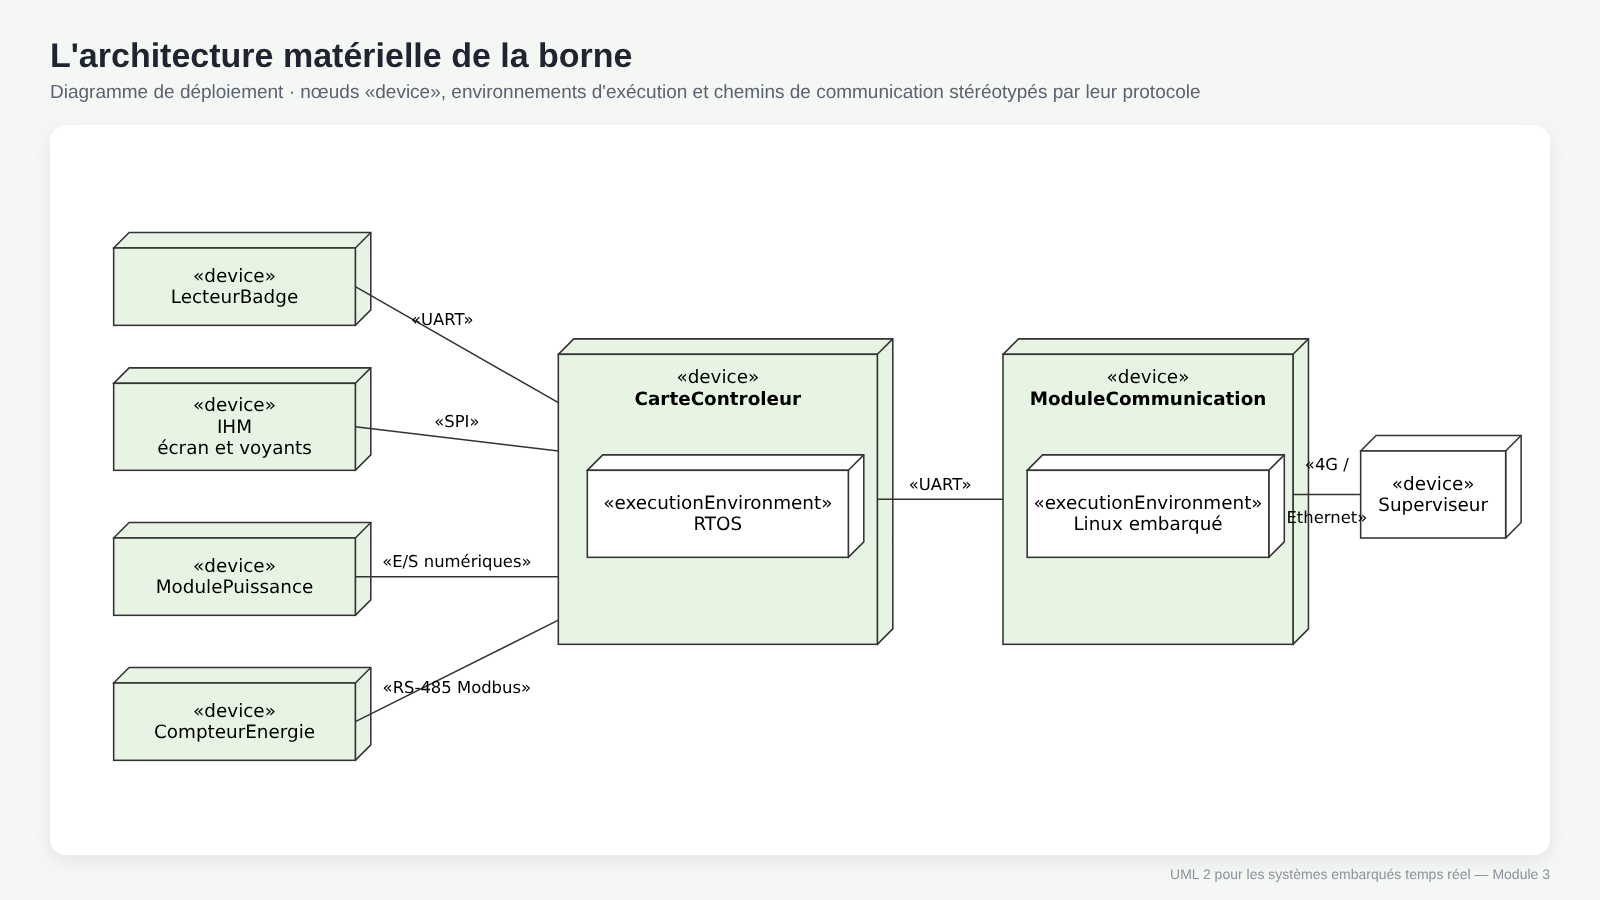 L'architecture matérielle de la borne
Diagramme de déploiement · nœuds «device», environnements d'exécution et chemins de communication stéréotypés par leur protocole
«device»
LecteurBadge
«UART»
«device»
IHM
écran et voyants
«SPI»
«device»
ModulePuissance
«E/S numériques»
«device»
CompteurEnergie
«RS-485 Modbus»
«device»
CarteControleur
«executionEnvironment»
RTOS
«UART»
«device»
ModuleCommunication
«executionEnvironment»
Linux embarqué
«4G /
Ethernet»
«device»
Superviseur
UML 2 pour les systèmes embarqués temps réel — Module 3